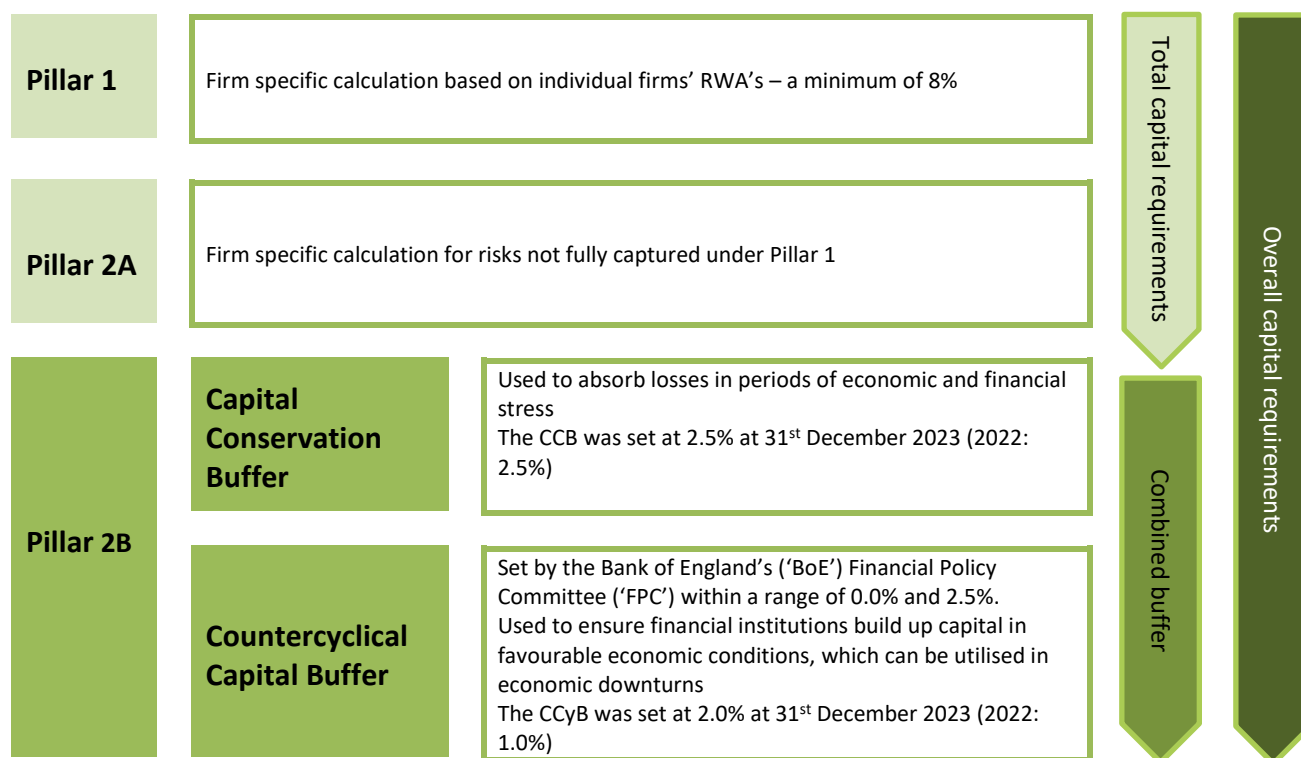 Pillar 1
Firm specific calculation based on individual firms’ RWA’s – a minimum of 8%
Pillar 2A
Firm specific calculation for risks not fully captured under Pillar 1
Total capital requirements
Pillar 2B
Capital
Conservation
Buffer
Used to absorb losses in periods of economic and financial
stress
The CCB was set at 2.5% at 31st December 2023 (2022:
2.5%)
Countercyclical
Capital Buffer
Set by the Bank of England’s (‘BoE’) Financial Policy
Committee (‘FPC’) within a range of 0.0% and 2.5%.
Used to ensure financial institutions build up capital in
favourable economic conditions, which can be utilised in
economic downturns
The CCyB was set at 2.0% at 31st December 2023 (2022:
1.0%)
Combined buffer
Overall capital requirements